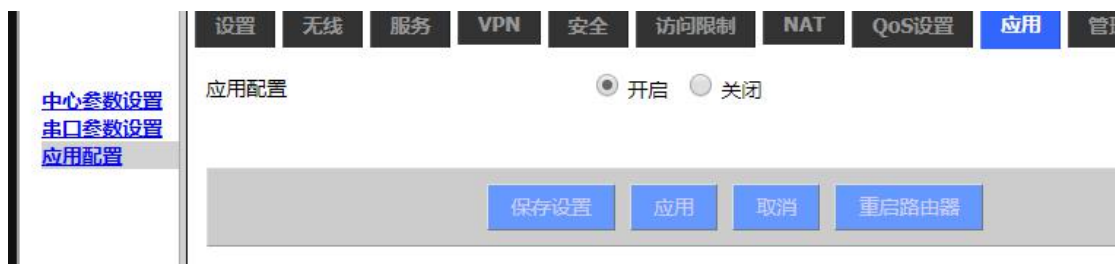 设置 无线 服务 VPN 安全 访问限制 NAT QoS设置 应用
中心参数设置
串口参数设置
应用配置
应用配置 开启 关闭
保存设置 应用 取消 重启路由器